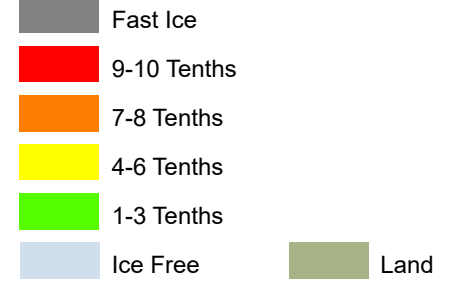 Fast Ice
9-10 Tenths
7-8 Tenths
4-6 Tenths
1-3 Tenths
Ice Free Land